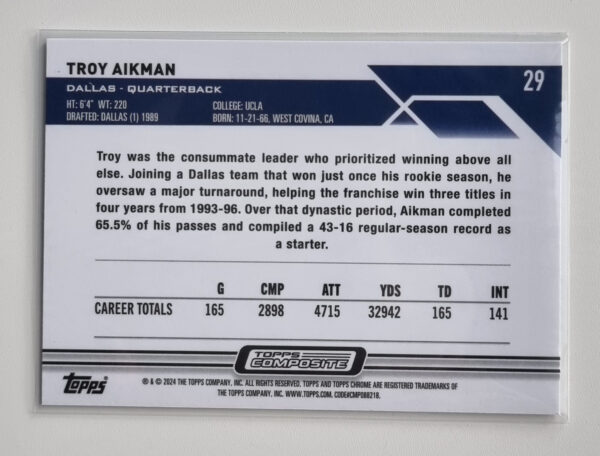 TROY AIKMAN
29
DALLAS - QUARTERBACK
HT: 6'4" WT: 220 COLLEGE: UCLA
DRAFTED: DALLAS (1) 1989 BORN: 11-21-66, WEST COVINA, CA
Troy was the consummate leader who prioritized winning above all
else. Joining a Dallas team that won just once his rookie season, he
oversaw a major turnaround, helping the franchise win three titles in
four years from 1993-96. Over that dynastic period, Aikman completed
65.5% of his passes and compiled a 43-16 regular-season record as
a starter.
G CMP ATT YDS TD INT
CAREER TOTALS 165 2898 4715 32942 165 141
TOPPS
COMPOSITE
Topps
® & © 2024 THE TOPPS COMPANY, INC. ALL RIGHTS RESERVED. TOPPS AND TOPPS CHROME ARE REGISTERED TRADEMARKS OF
THE TOPPS COMPANY, INC. WWW.TOPPS.COM. CODE#CMP088218.